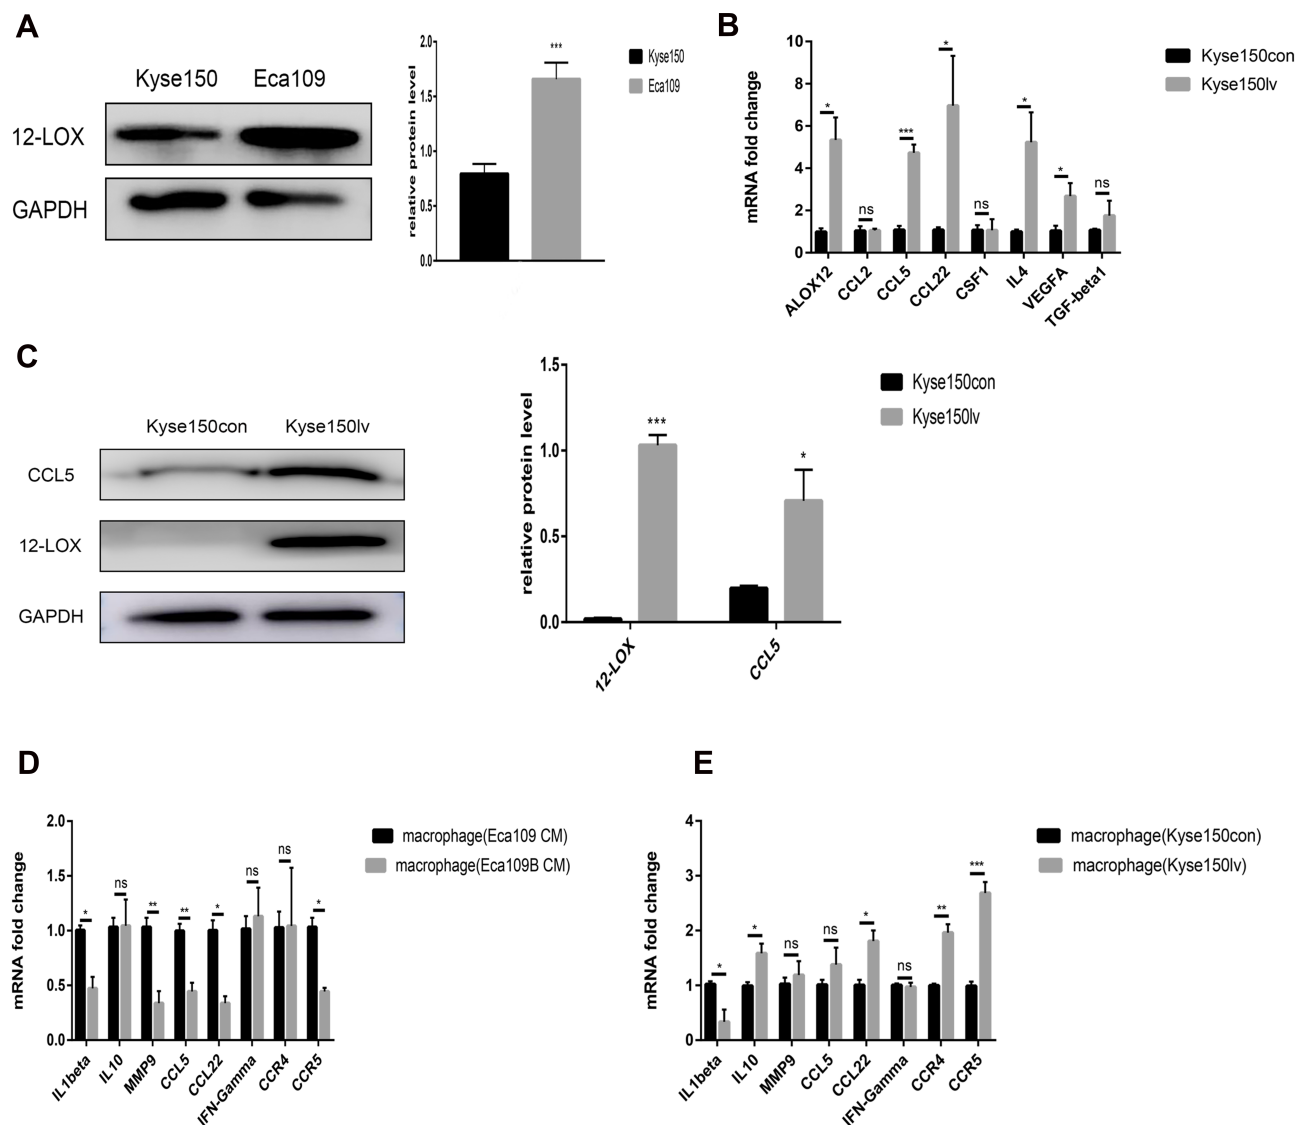 A
Kyse150 Eca109
12-LOX
GAPDH
relative protein level
2.0
1.5
1.0
0.5
0.0
***
Kyse150
Eca109
B
mRNA fold change
10
8
6
4
2
0
* ns *** * ns * * ns
ALOX12 CCL2 CCL5 CCL22 CSF1 IL4 VEGFA TGF-beta1
Kyse150con
Kyse150lv
C
Kyse150con Kyse150lv
CCL5
12-LOX
GAPDH
relative protein level
1.5
1.0
0.5
0.0
*** *
12-LOX CCL5
Kyse150con
Kyse150lv
D
mRNA fold change
2.0
1.5
1.0
0.5
0.0
* ns ** ** * ns ns *
IL1beta IL10 MMP9 CCL5 CCL22 IFN-Gamma CCR4 CCR5
macrophage(Eca109 CM)
macrophage(Eca109B CM)
E
mRNA fold change
4
3
2
1
0
* * ns ns * ns ** ***
IL1beta IL10 MMP9 CCL5 CCL22 IFN-Gamma CCR4 CCR5
macrophage(Kyse150con)
macrophage(Kyse150lv)